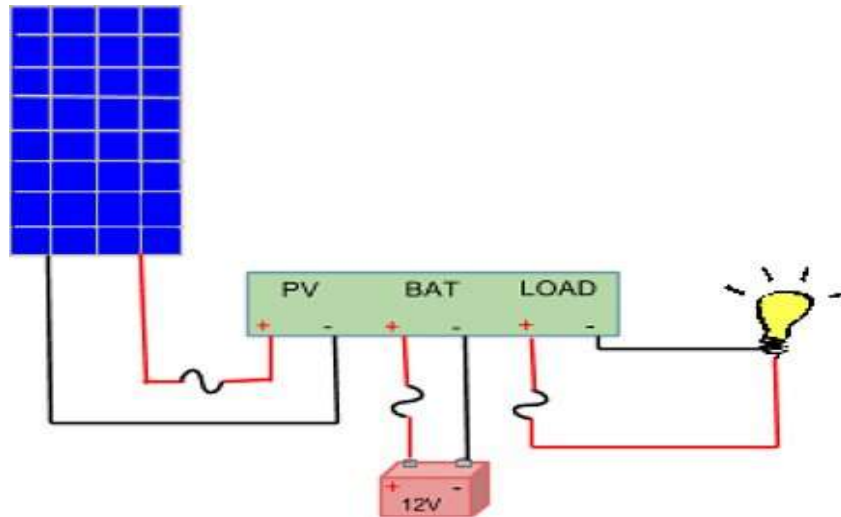 PV BAT LOAD
+ - + - + -
+ -
12V